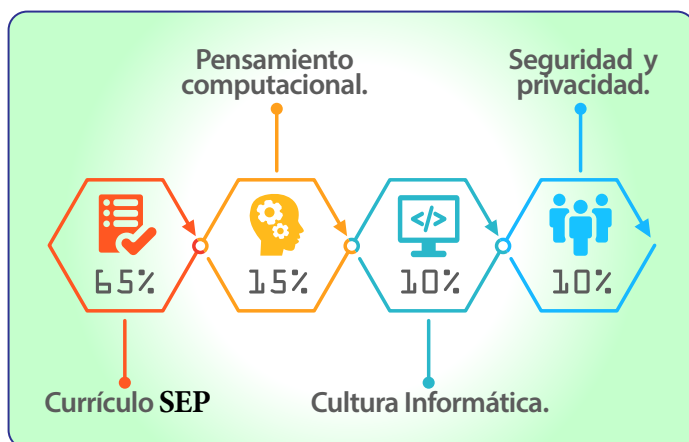 Pensamiento
computacional.
Seguridad y
privacidad.
</>
65%
15%
10%
10%
Currículo SEP
Cultura Informática.